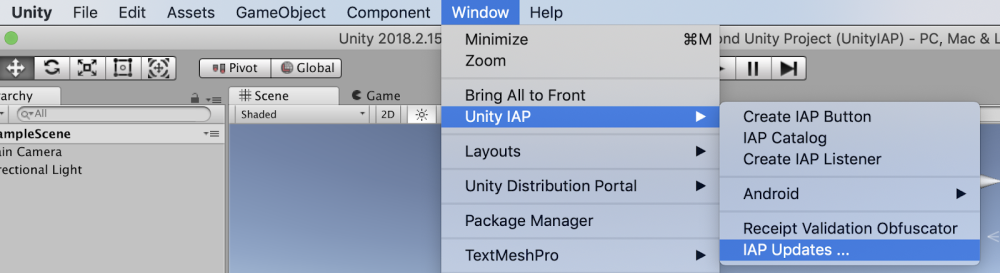 Unity File Edit Assets GameObject Component Window Help
Unity 2018.2.15
ond Unity Project (UnityIAP) - PC, Mac & L
Minimize ⌘M
Zoom
Pivot Global
Bring All to Front
rarchy
Scene Game
Unity IAP
All
Shaded 2D
Create IAP Button
ampleScene
IAP Catalog
ain Camera
Layouts
Create IAP Listener
rectional Light
Unity Distribution Portal
Android
Package Manager
Receipt Validation Obfuscator
TextMeshPro
IAP Updates ...